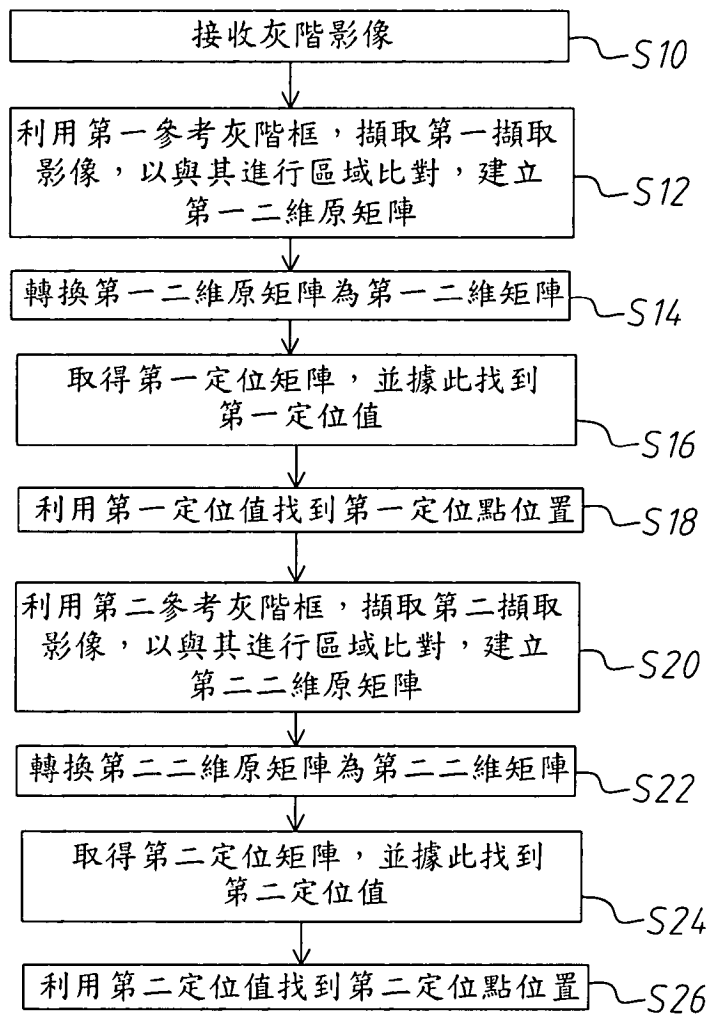 接收灰階影像
S10
利用第一參考灰階框,擷取第一擷取
影像,以與其進行區域比對,建立
第一二維原矩陣
S12
轉換第一二維原矩陣為第一二維矩陣
S14
取得第一定位矩陣,並據此找到
第一定位值
S16
利用第一定位值找到第一定位點位置
S18
利用第二參考灰階框,擷取第二擷取
影像,以與其進行區域比對,建立
第二二維原矩陣
S20
轉換第二二維原矩陣為第二二維矩陣
S22
取得第二定位矩陣,並據此找到
第二定位值
S24
利用第二定位值找到第二定位點位置
S26